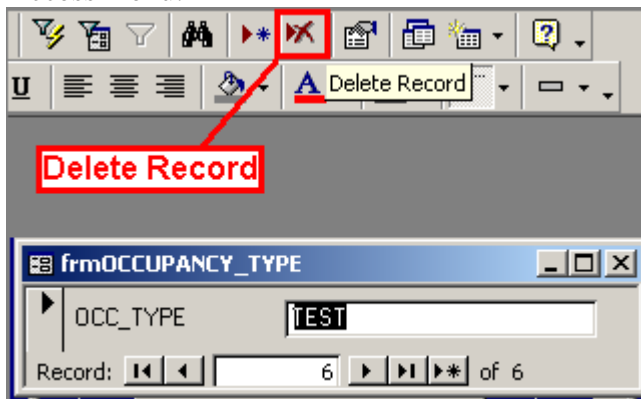 U A Delete Record
Delete Record
frmOCCUPANCY_TYPE
OCC_TYPE TEST
Record: 6 of 6